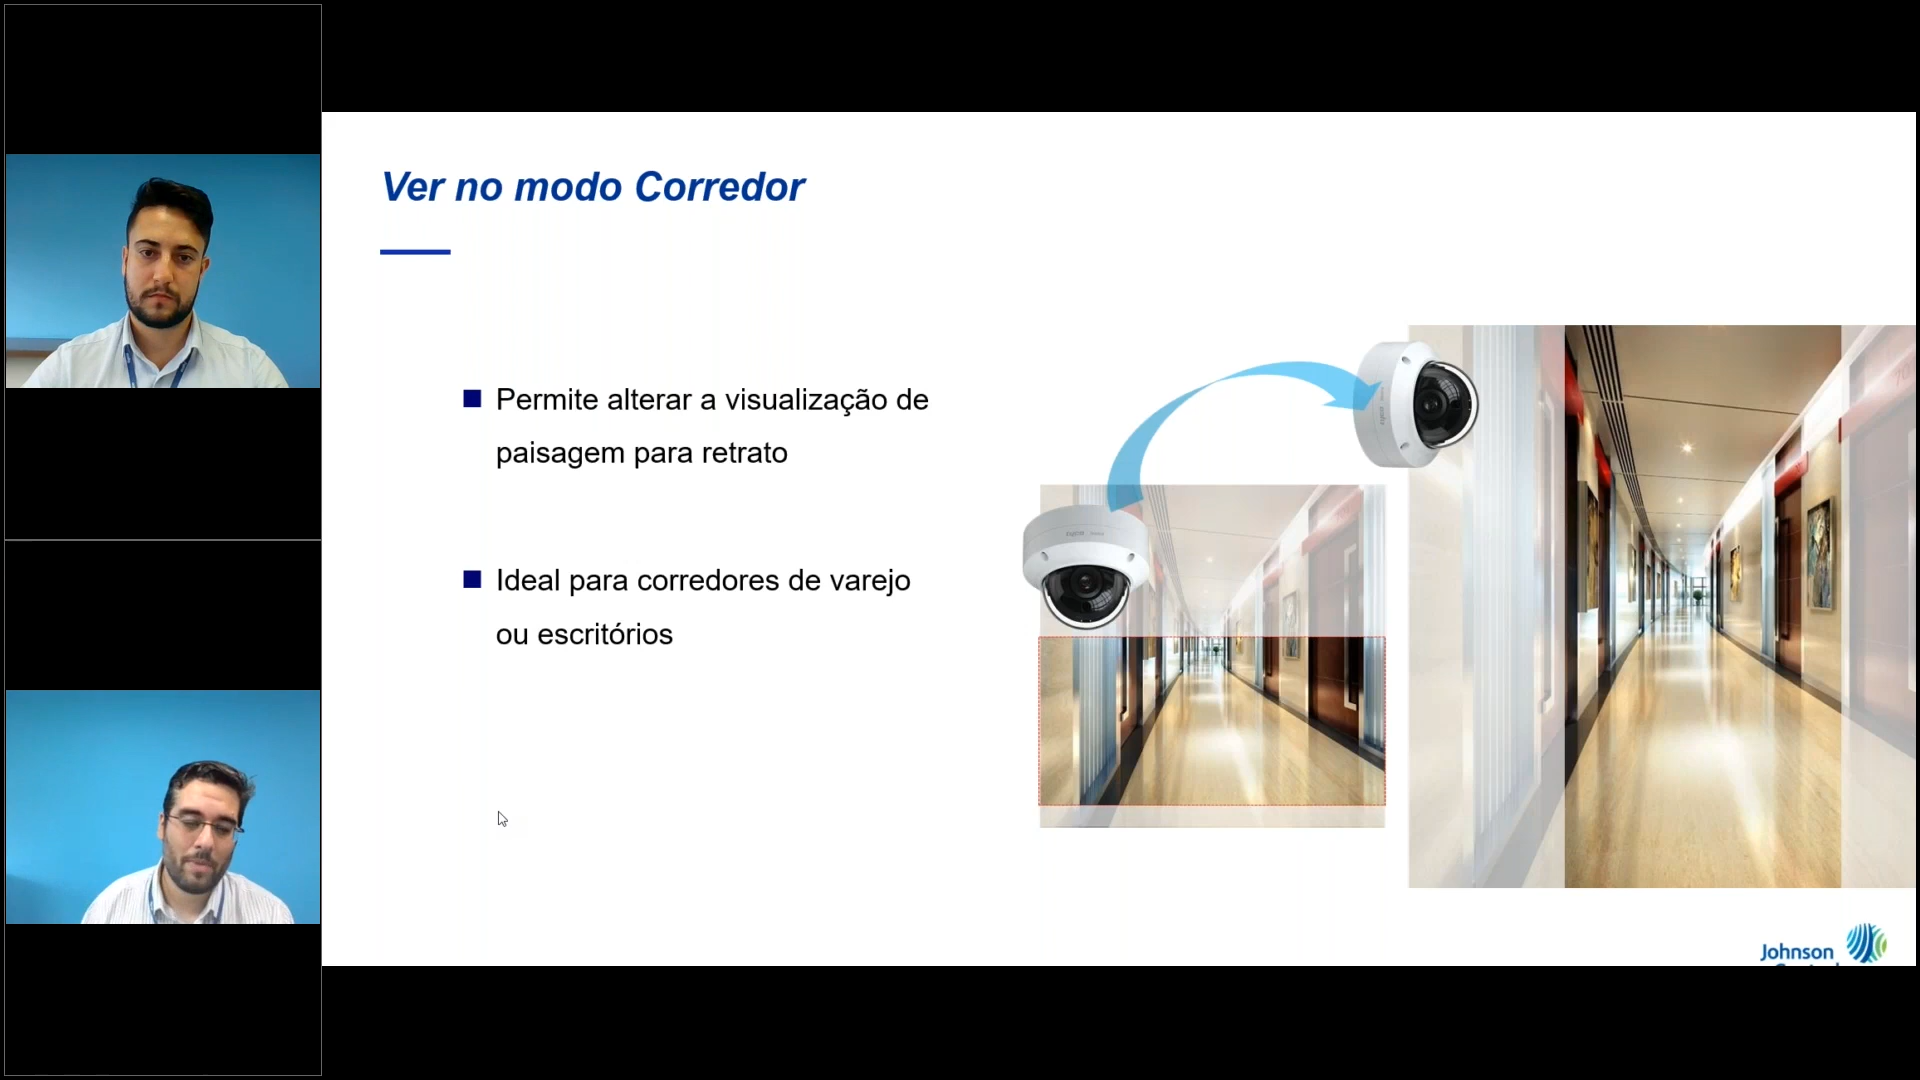 Ver no modo Corredor
Permite alterar a visualização de
paisagem para retrato
Ideal para corredores de varejo
ou escritórios
Johnson